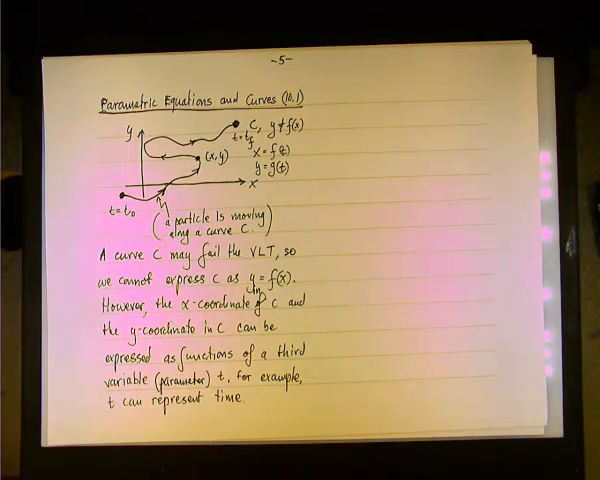 -5-
Parametric Equations and Curves (10.1)
y
C, y≠f(x)
t=t_f
x=f(t)
(x,y)
y=g(t)
x
t=t₀
(a particle is moving
along a curve C.)
A curve C may fail the VLT, so
we cannot express C as y=f(x).
However, the x-coordinate in C and
the y-coordinate in C can be
expressed as functions of a third
variable (parameter) t. For example,
t can represent time.